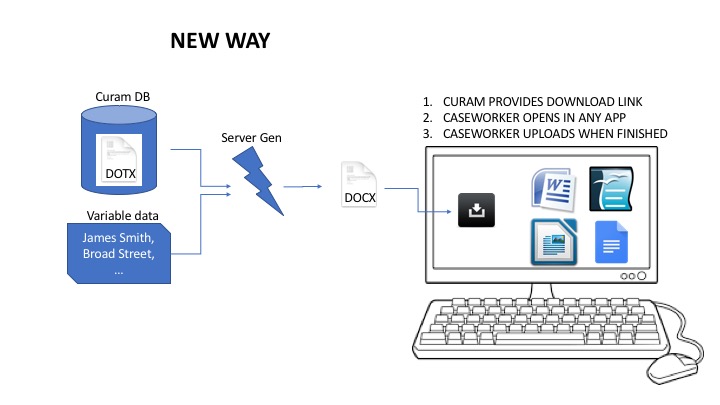 NEW WAY
Curam DB
DOTX
Variable data
James Smith,
Broad Street,
...
Server Gen
DOCX
1. CURAM PROVIDES DOWNLOAD LINK
2. CASEWORKER OPENS IN ANY APP
3. CASEWORKER UPLOADS WHEN FINISHED
W